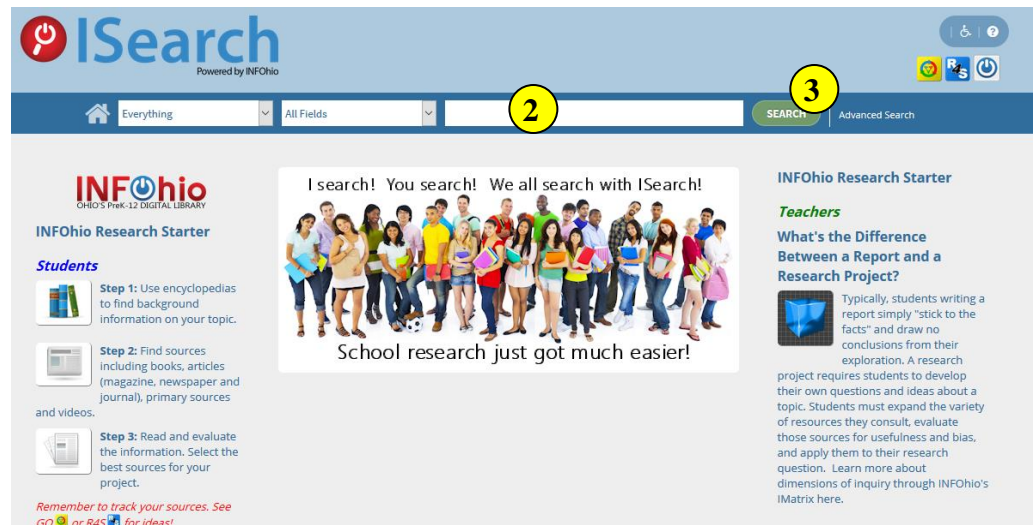 ISearch
Powered by INFOhio
R4S
Everything
All Fields
2
SEARCH
3
Advanced Search
INFOhio
OHIO'S PreK-12 DIGITAL LIBRARY
INFOhio Research Starter
Students
Step 1: Use encyclopedias
to find background
information on your topic.
Step 2: Find sources
including books, articles
(magazine, newspaper and
journal), primary sources
and videos.
Step 3: Read and evaluate
the information. Select the
best sources for your
project.
Remember to track your sources. See
GO or R4S for ideas!
I search! You search! We all search with ISearch!
School research just got much easier!
INFOhio Research Starter
Teachers
What's the Difference
Between a Report and a
Research Project?
Typically, students writing a
report simply "stick to the
facts" and draw no
conclusions from their
exploration. A research
project requires students to develop
their own questions and ideas about a
topic. Students must expand the variety
of resources they consult, evaluate
those sources for usefulness and bias,
and apply them to their research
question. Learn more about
dimensions of inquiry through INFOhio's
IMatrix here.